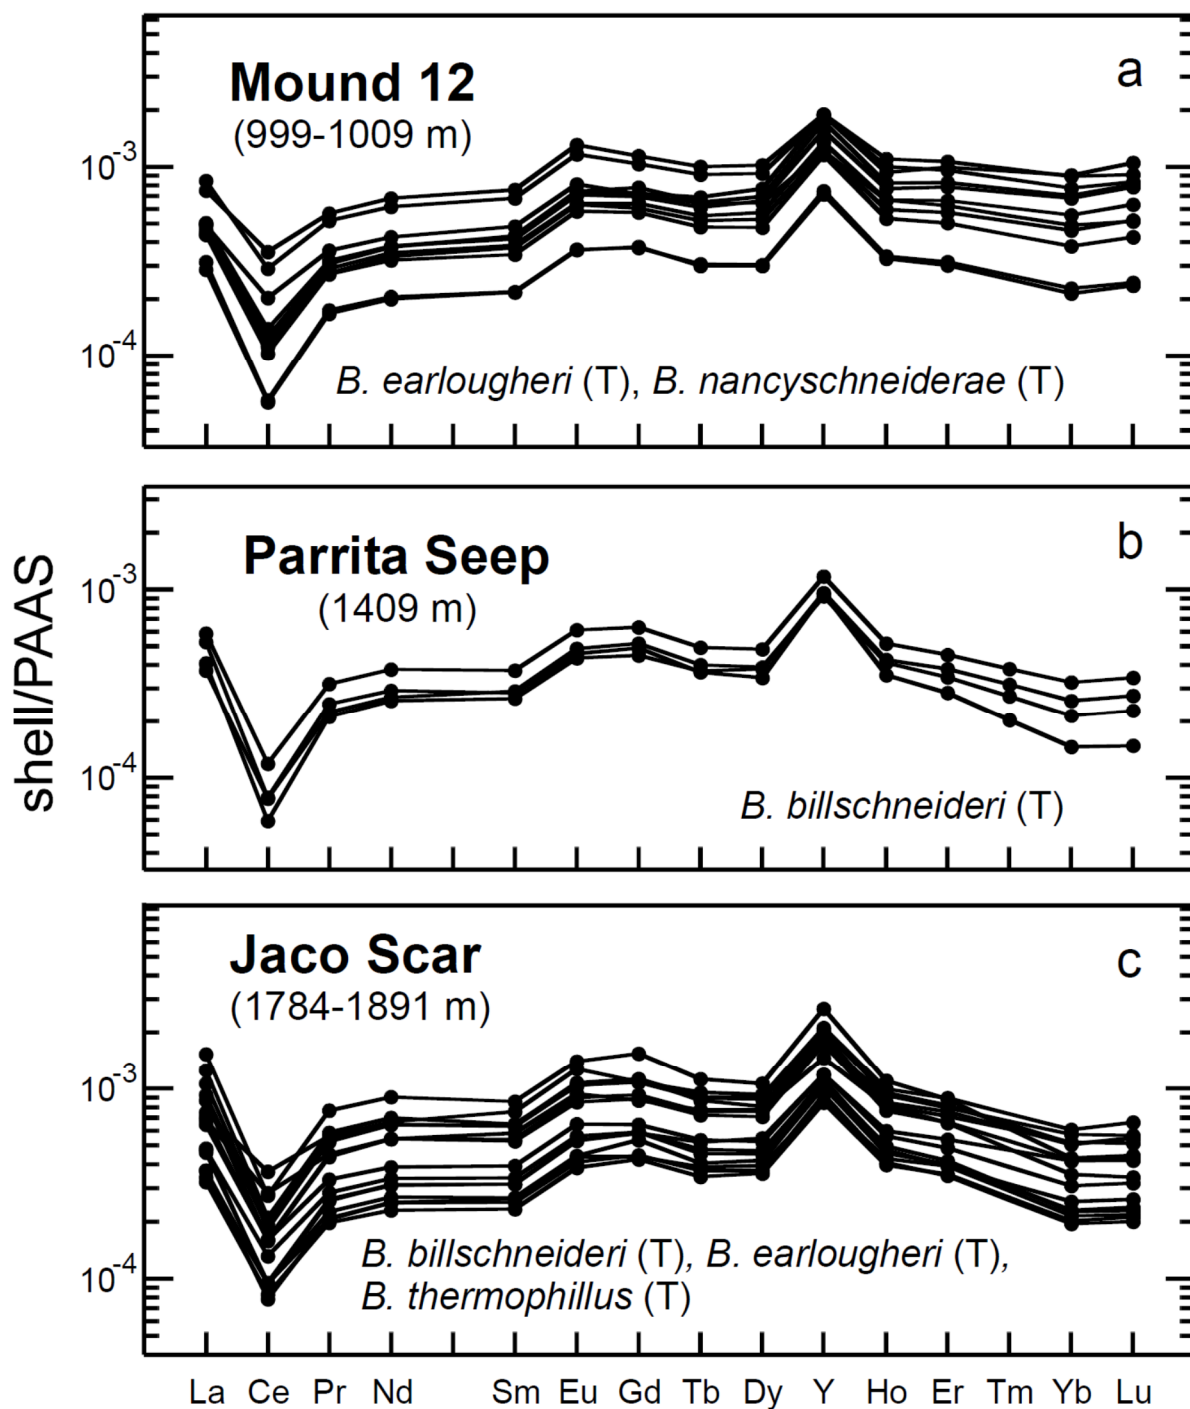 Mound 12
(999-1009 m)
a
10-3
10-4
B. earlougheri (T), B. nancyschneiderae (T)
shell/PAAS
Parrita Seep
(1409 m)
b
10-3
10-4
B. billschneideri (T)
Jaco Scar
(1784-1891 m)
c
10-3
10-4
B. billschneideri (T), B. earlougheri (T),
B. thermophillus (T)
La Ce Pr Nd Sm Eu Gd Tb Dy Y Ho Er Tm Yb Lu